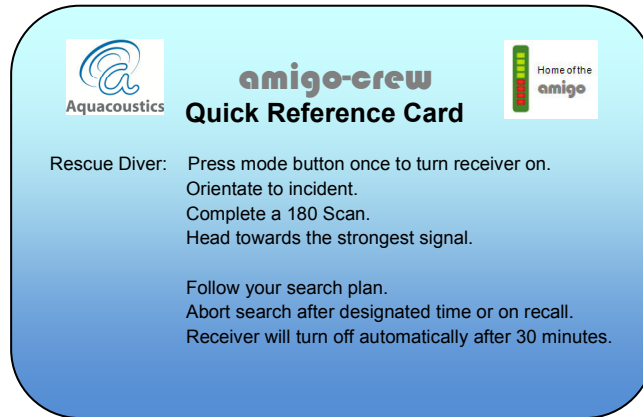 Aquacoustics
amigo-crew
Home of the
amigo
Quick Reference Card
Rescue Diver: Press mode button once to turn receiver on.
Orientate to incident.
Complete a 180 Scan.
Head towards the strongest signal.
Follow your search plan.
Abort search after designated time or on recall.
Receiver will turn off automatically after 30 minutes.